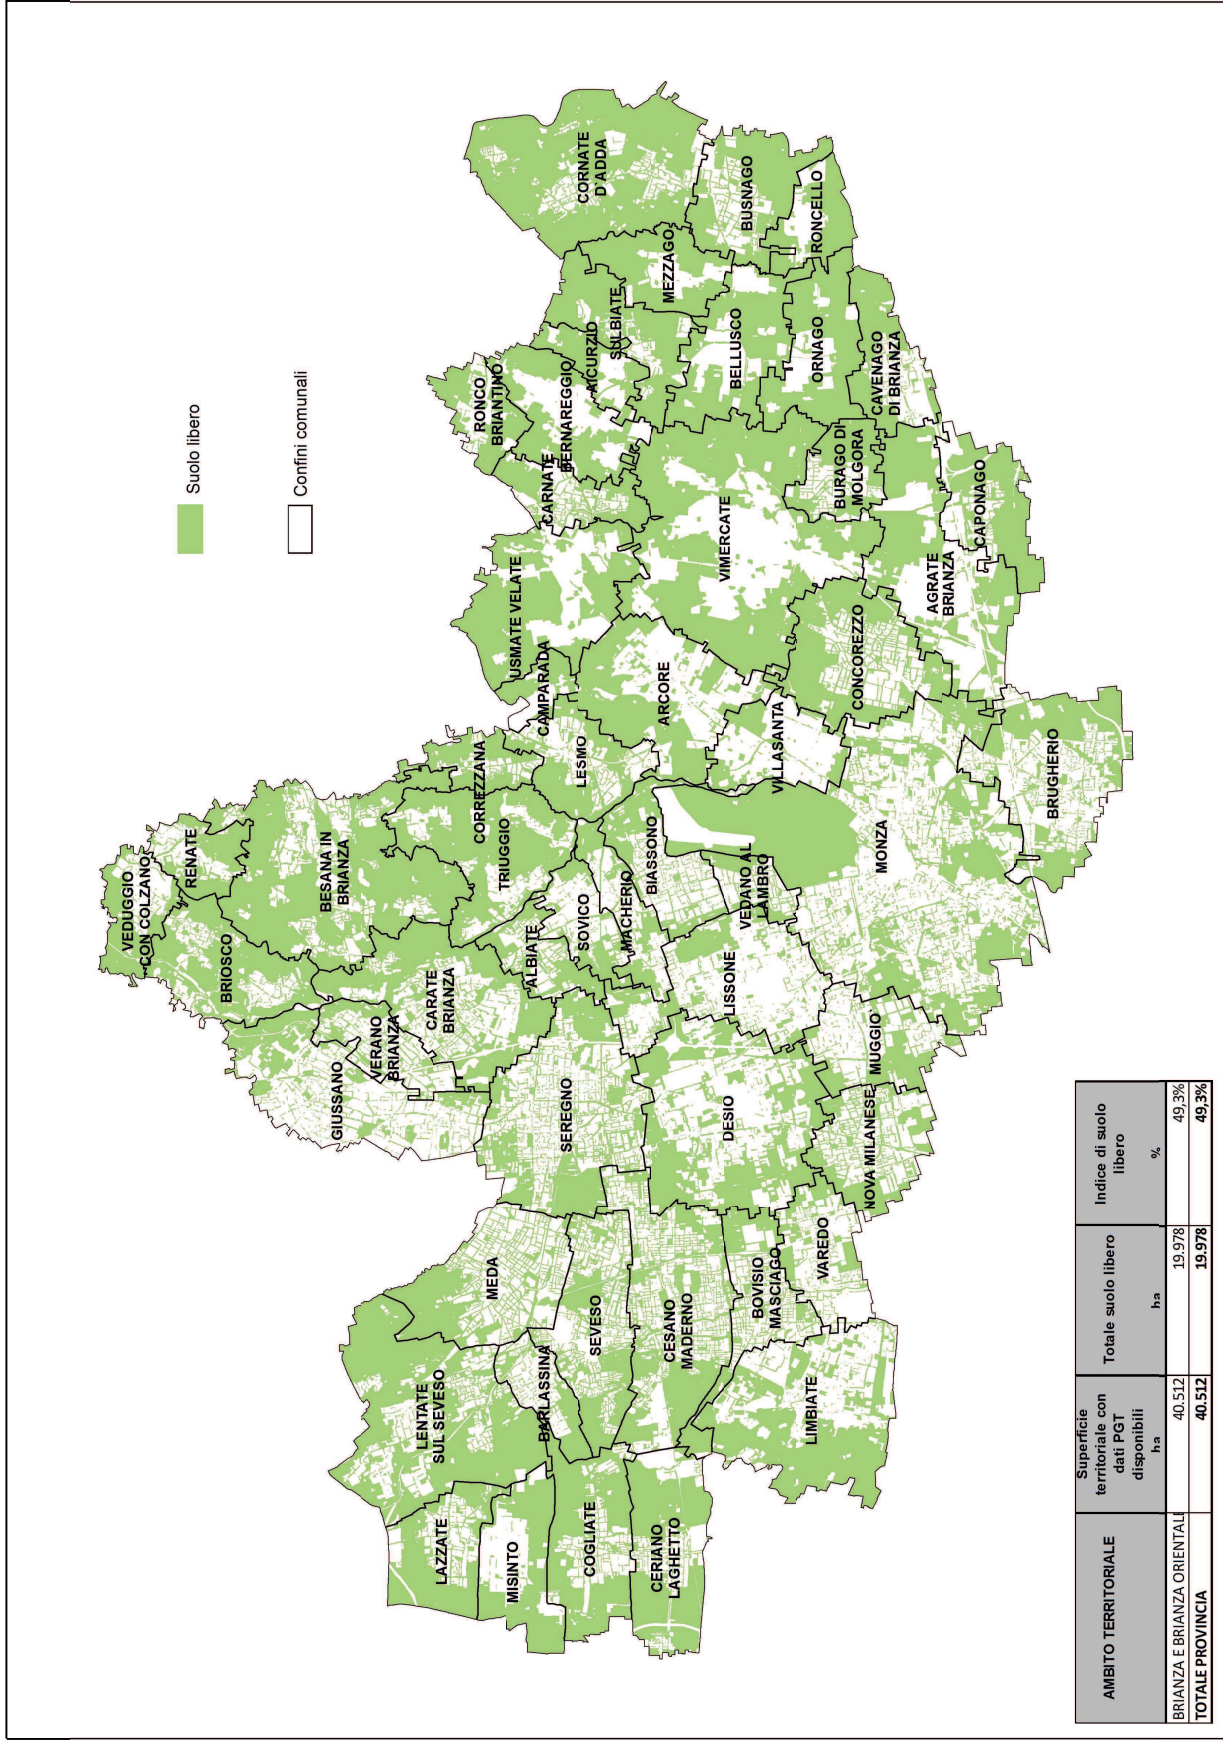 Suolo libero
Confini comunali
CORNATE
D'ADDA
BUSNAGO
RONCELLO
MEZZAGO
SULBIATE
AICURZIO
BELLUSCO
ORNAGO
CAVENAGO
DI BRIANZA
RONCO
BRIANTINO
BERNAREGGIO
CARNATE
BURAGO DI
MOLGORA
CAPONAGO
VIMERCATE
AGRATE
BRIANZA
USMATE VELATE
CAMPARADA
ARCORE
CONCOREZZO
VILLASANTA
LESMO
CORREZZANA
BRUGHERIO
MONZA
TRIUGGIO
BIASSONO
VEDANO AL
LAMBRO
MACHERIO
SOVICO
ALBIATE
RENATE
BESANA IN
BRIANZA
VEDUGGIO
CON COLZANO
BRIOSCO
CARATE
BRIANZA
VERANO
BRIANZA
GIUSSANO
LISSONE
MUGGIO`
SEREGNO
DESIO
NOVA MILANESE
MEDA
SEVESO
CESANO
MADERNO
BOVISIO
MASCIAGO
VAREDO
LENTATE
SUL SEVESO
BARLASSINA
LIMBIATE
LAZZATE
MISINTO
COGLIATE
CERIANO
LAGHETTO
AMBITO TERRITORIALE
Superficie
territoriale con
dati PGT
disponibili
ha
Totale suolo libero
ha
Indice di suolo
libero
%
BRIANZA E BRIANZA ORIENTALE 40.512 19.978 49,3%
TOTALE PROVINCIA 40.512 19.978 49,3%